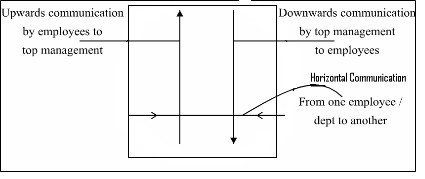 Upwards communication
by employees to
top management
Downwards communication
by top management
to employees
Horizontal Communication
From one employee /
dept to another